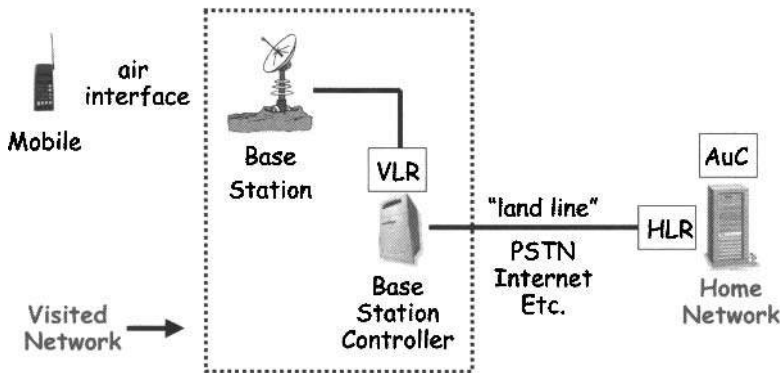 air
interface
Mobile
Base
Station
VLR
Base
Station
Controller
"land line"
PSTN
Internet
Etc.
HLR
AuC
Home
Network
Visited
Network